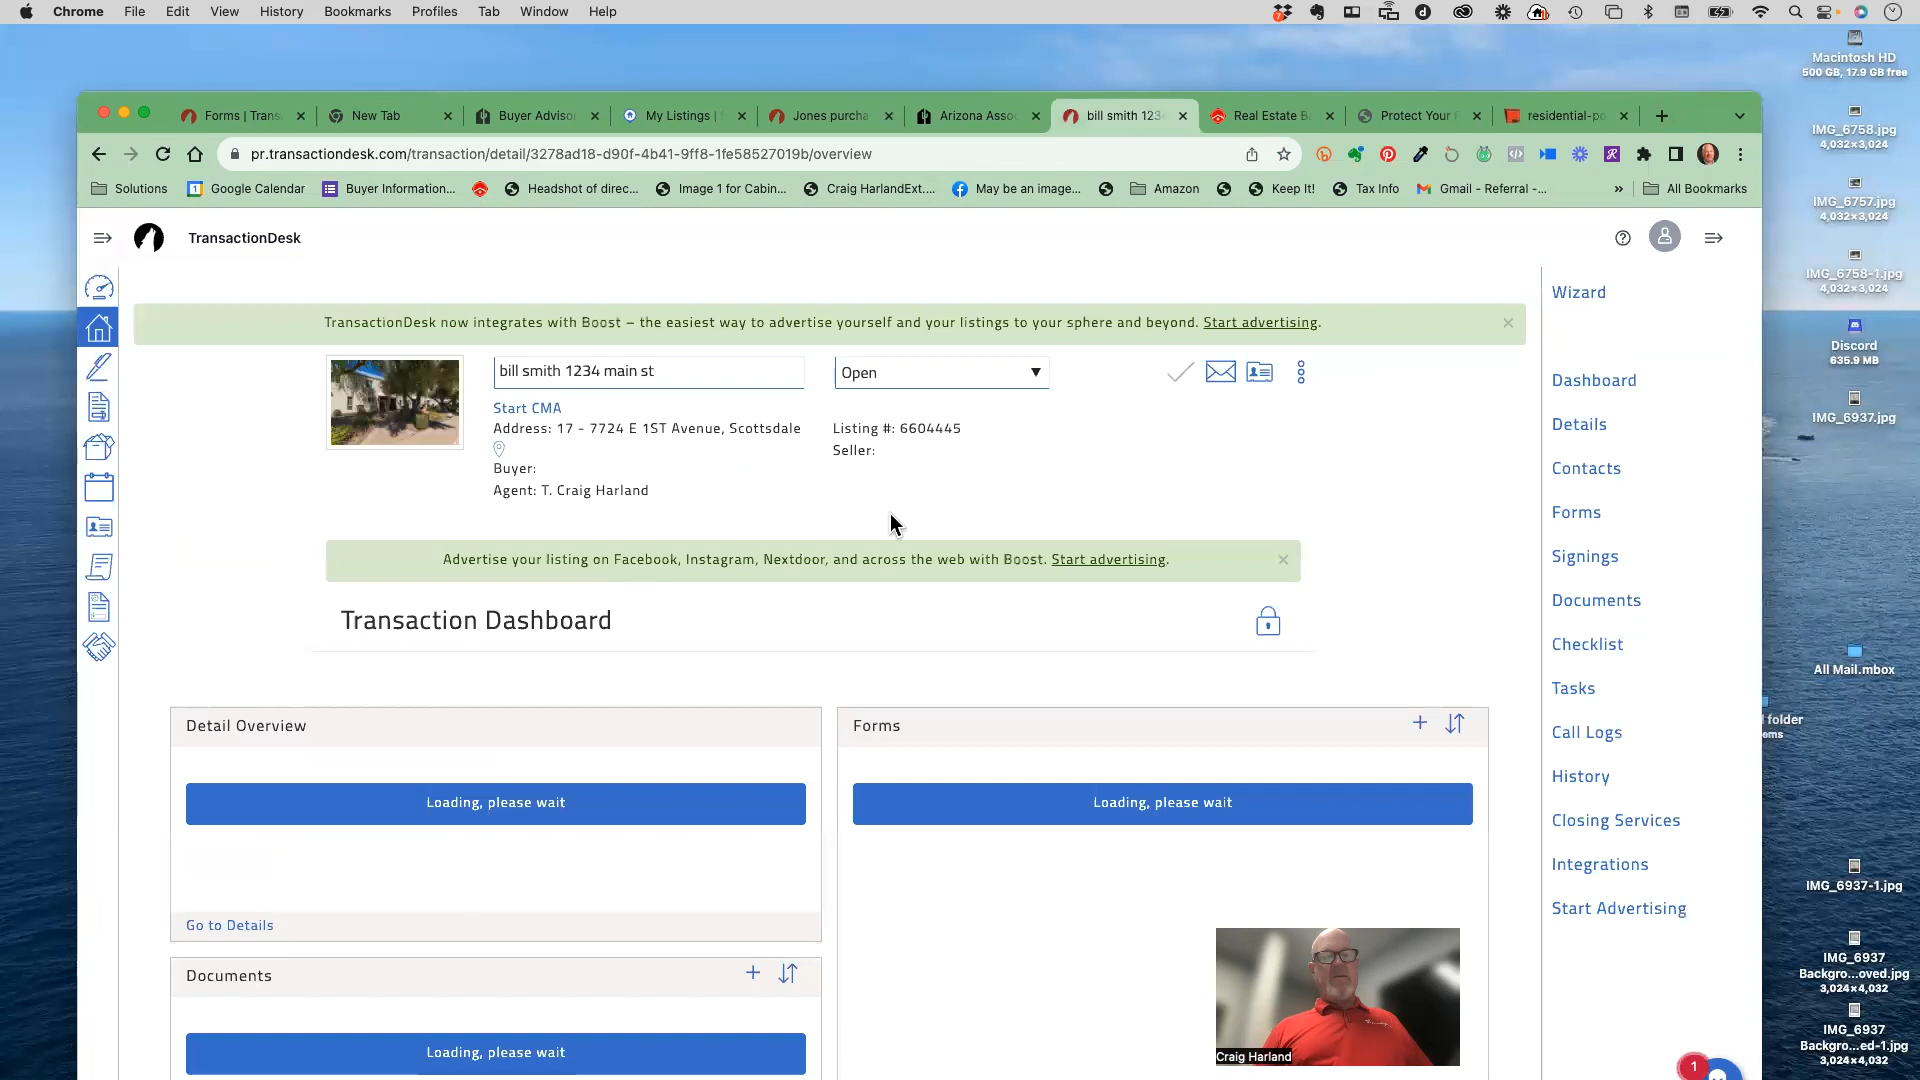 Chrome File Edit View History Bookmarks Profiles Tab Window Help
Macintosh HD
500 GB, 17.9 GB free
Forms | Trans New Tab Buyer Adviso My Listings | Jones purcha Arizona Asso bill smith 123 Real Estate B Protect Your residential-po
IMG_6758.jpg
4,032×3,024
pr.transactiondesk.com/transaction/detail/3278ad18-d90f-4b41-9ff8-1fe58527019b/overview
Solutions Google Calendar Buyer Information... Headshot of direc... Image 1 for Cabin... Craig HarlandExt.... May be an image... Amazon Keep It! Tax Info Gmail - Referral -... » All Bookmarks
IMG_6757.jpg
4,032×3,024
TransactionDesk
IMG_6758-1.jpg
4,032×3,024
Wizard
TransactionDesk now integrates with Boost – the easiest way to advertise yourself and your listings to your sphere and beyond. Start advertising.
Discord
635.9 MB
bill smith 1234 main st Open
Dashboard
Start CMA
Address: 17 - 7724 E 1ST Avenue, Scottsdale Listing #: 6604445
Details
IMG_6937.jpg
Seller:
Buyer:
Contacts
Agent: T. Craig Harland
Forms
Advertise your listing on Facebook, Instagram, Nextdoor, and across the web with Boost. Start advertising.
Signings
Transaction Dashboard
Documents
Checklist
All Mail.mbox
Tasks
folder
ems
Detail Overview Forms
Call Logs
History
Loading, please wait Loading, please wait
Closing Services
Integrations
IMG_6937-1.jpg
Start Advertising
Go to Details
IMG_6937
Backgro...oved.jpg
3,024×4,032
Documents
IMG_6937
Backgro...ed-1.jpg
3,024×4,032
Loading, please wait
Craig Harland
1